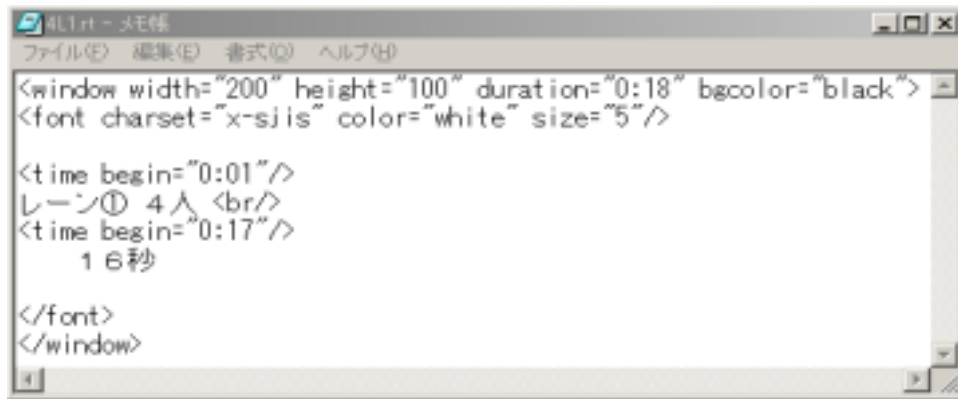 4L1.rt - メモ帳
ファイル(F) 編集(E) 書式(O) ヘルプ(H)
<window width="200" height="100" duration="0:18" bgcolor="black">
<font charset="x-sjis" color="white" size="5"/>
<time begin="0:01"/>
レーン① 4人 <br/>
<time begin="0:17"/>
16秒
</font>
</window>